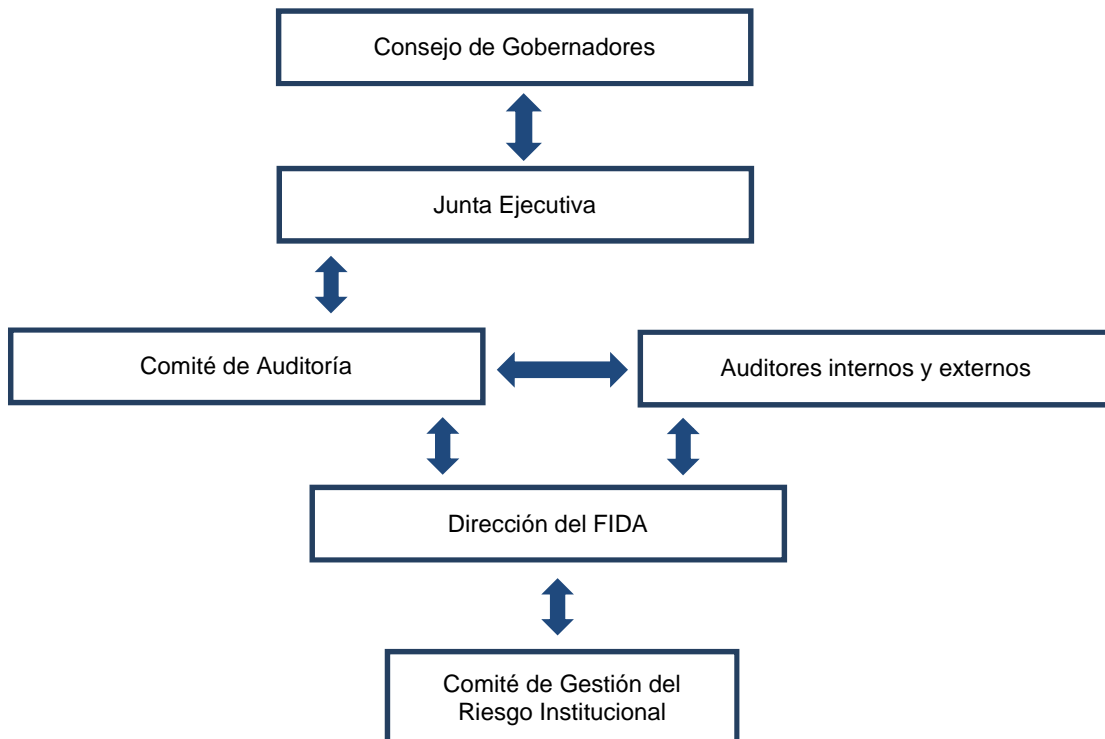 Consejo de Gobernadores
Junta Ejecutiva
Comité de Auditoría
Auditores internos y externos
Dirección del FIDA
Comité de Gestión del
Riesgo Institucional